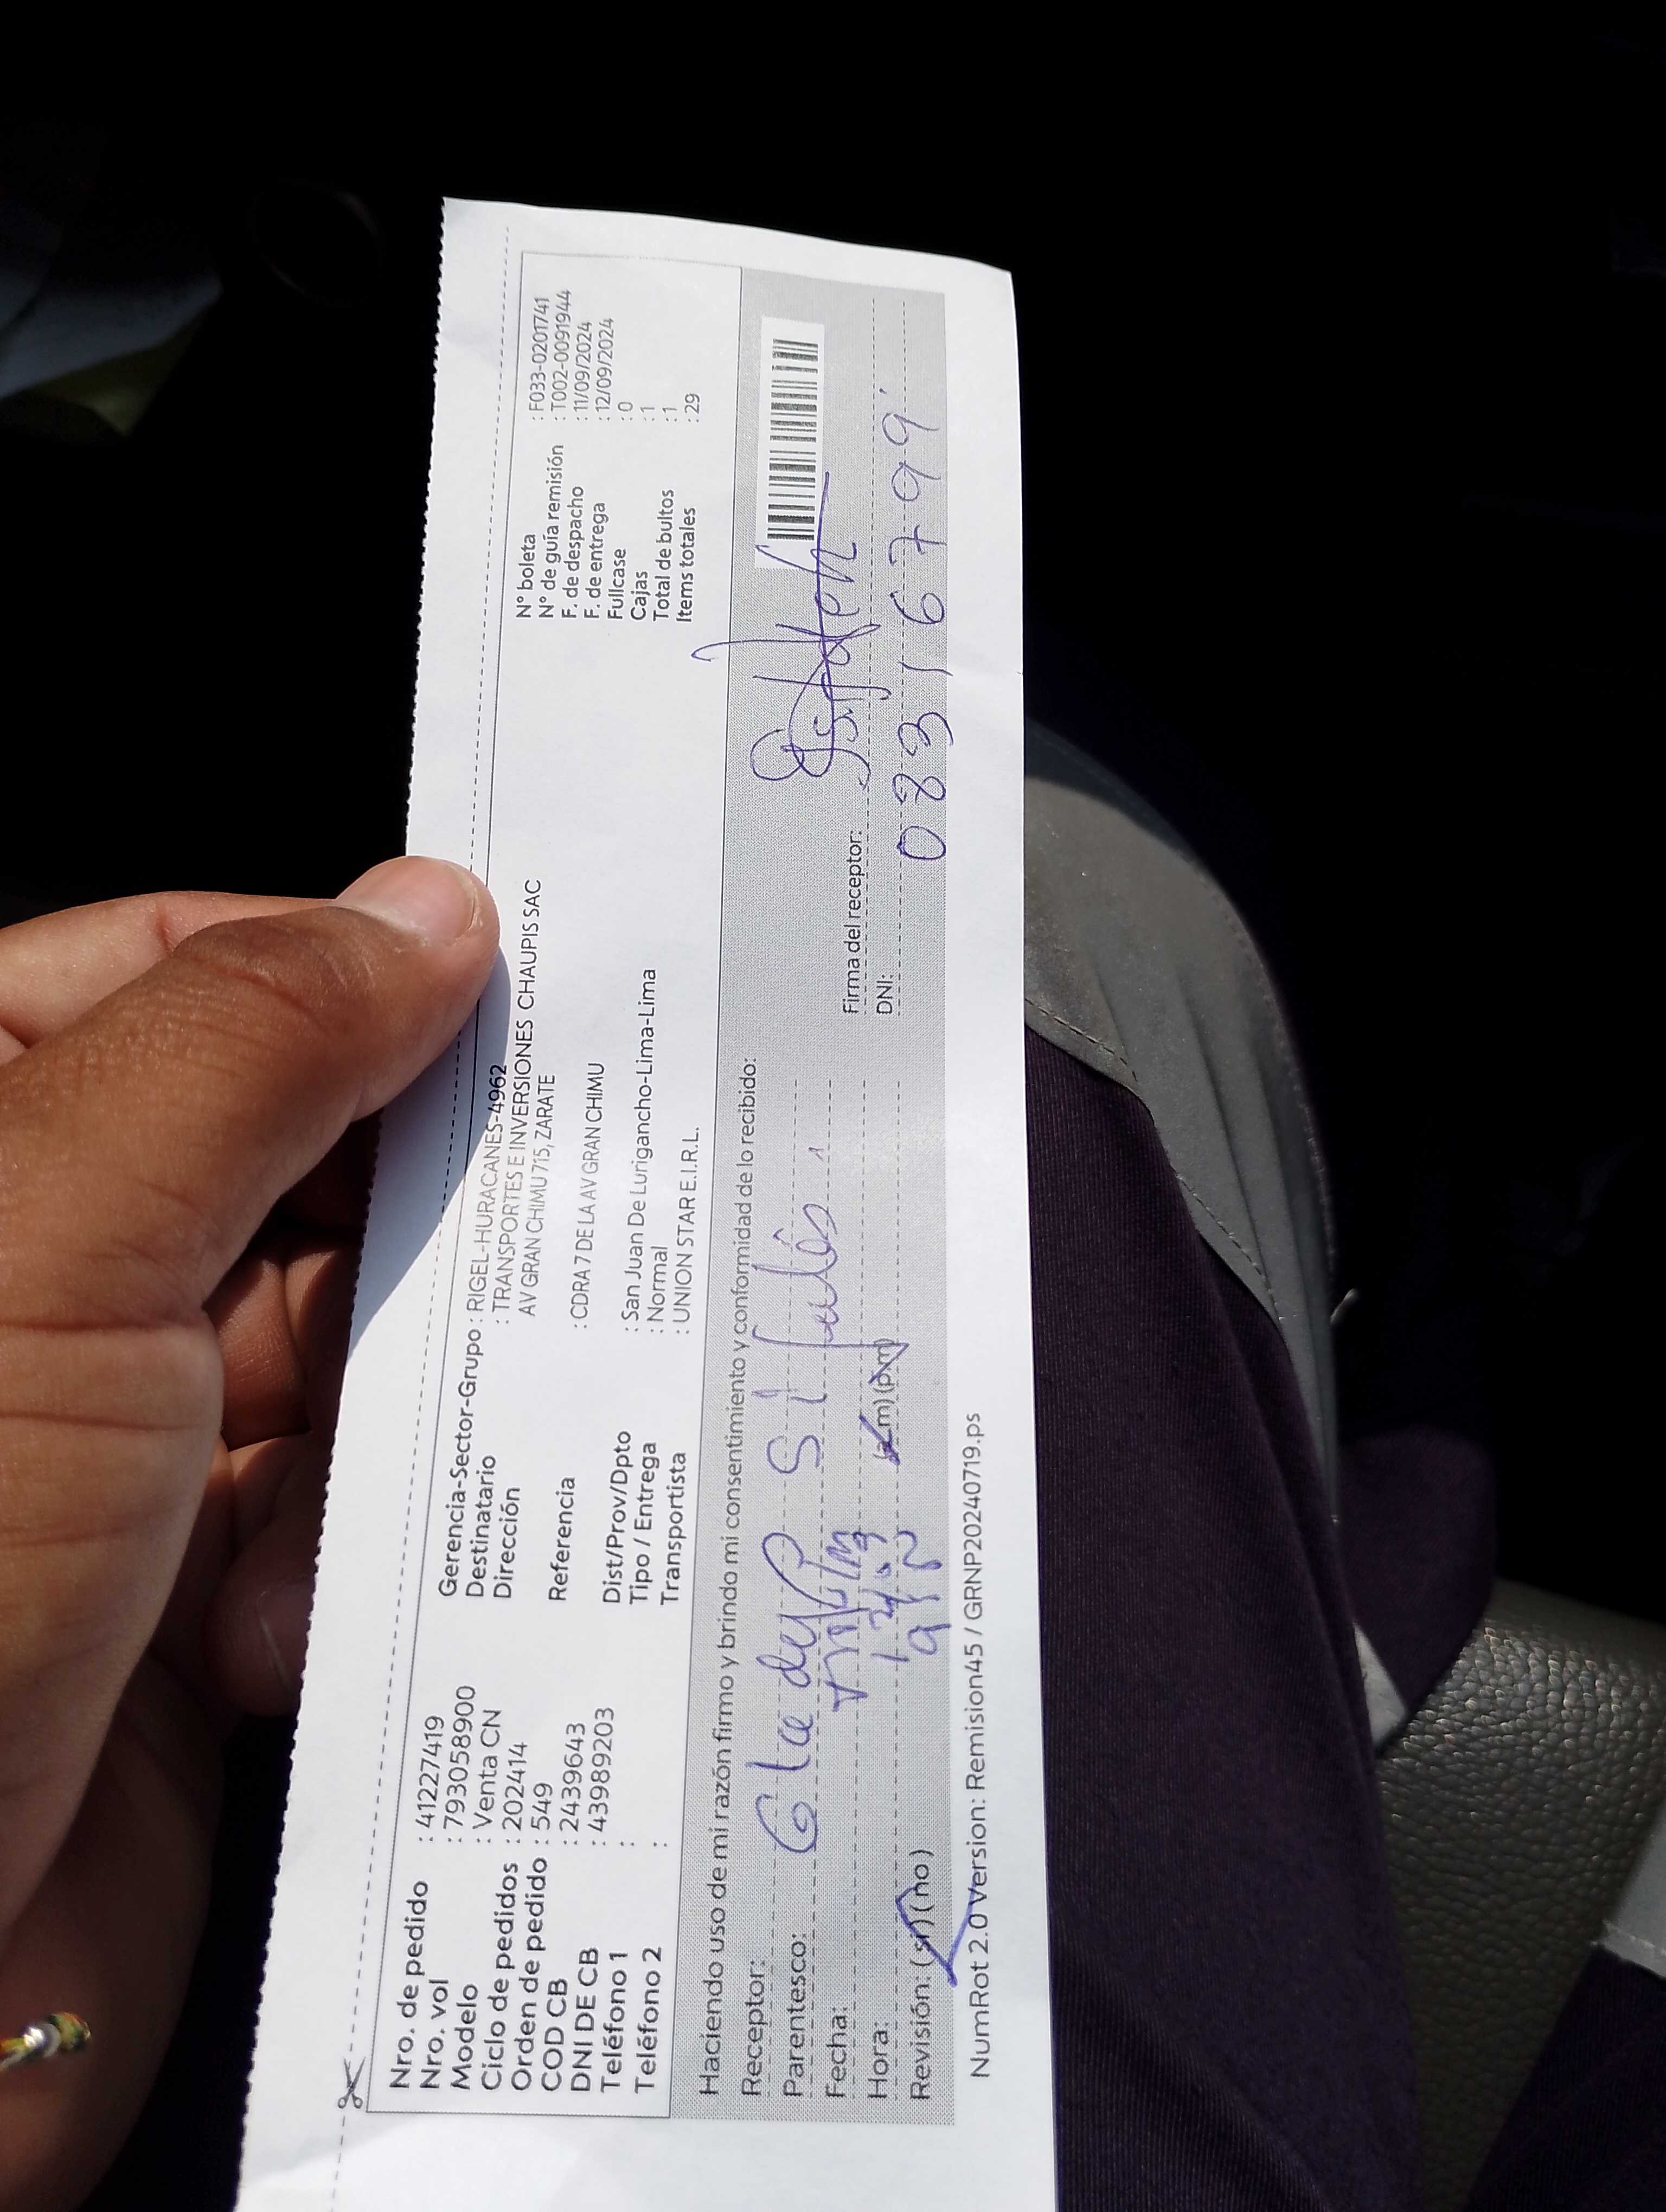 Nro. de pedido : 41227419
Nro. vol : 793058900
Modelo : Venta CN
Ciclo de pedidos : 202414
Orden de pedido : 549
COD CB : 2439643
DNI DE CB : 43989203
Teléfono 1 :
Teléfono 2 :
Gerencia-Sector-Grupo : RIGEL-HURACANES-4962
Destinatario : TRANSPORTES E INVERSIONES CHAUPIS SAC
Dirección AV GRAN CHIMU 715, ZARATE
Referencia : CDRA 7 DE LA AV GRAN CHIMU
Dist/Prov/Dpto : San Juan De Lurigancho-Lima-Lima
Tipo / Entrega : Normal
Transportista : UNION STAR E.I.R.L.
N° boleta : F033-0201741
N° de guía remisión : T002-0091944
F. de despacho : 11/09/2024
F. de entrega : 12/09/2024
Fullcase : 0
Cajas : 1
Total de bultos : 1
Items totales : 29
Haciendo uso de mi razón firmo y brindo mi consentimiento y conformidad de lo recibido:
Receptor:
Parentesco:
Fecha:
Hora: (a.m) (p.m)
Revisión: (si) (no)
Firma del receptor:
DNI: 08316799
NumRot 2.0 Version: Remision45 / GRNP20240719.ps